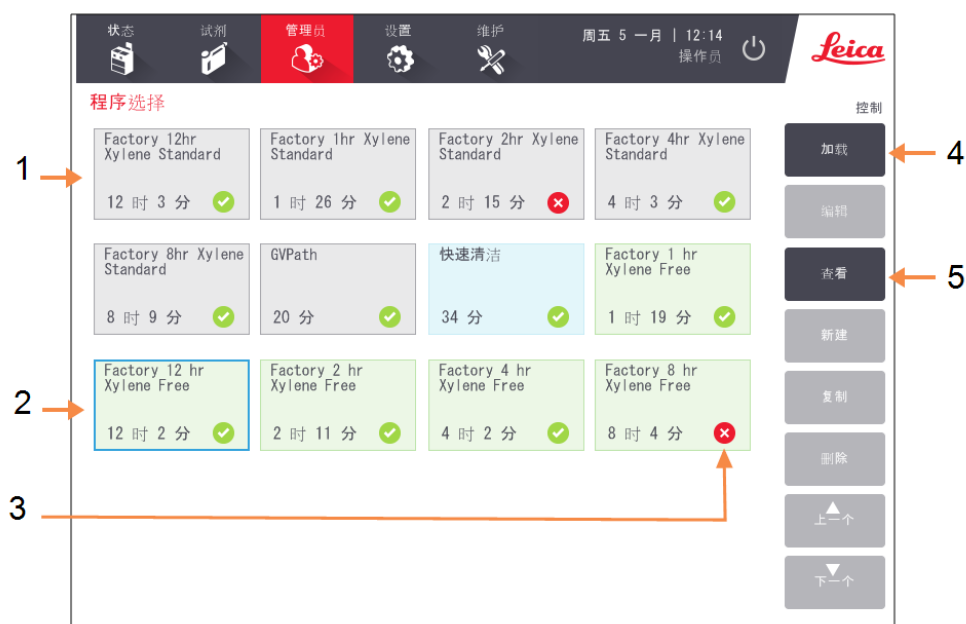 状态 试剂 管理员 设置 维护 周五 5 一月 | 12:14
操作员
Leica
程序选择
控制
Factory 12hr
Xylene Standard
12 时 3 分
Factory 1hr Xylene
Standard
1 时 26 分
Factory 2hr Xylene
Standard
2 时 15 分
Factory 4hr Xylene
Standard
4 时 3 分
Factory 8hr Xylene
Standard
8 时 9 分
GVPath
20 分
快速清洁
34 分
Factory 1 hr
Xylene Free
1 时 19 分
Factory 12 hr
Xylene Free
12 时 2 分
Factory 2 hr
Xylene Free
2 时 11 分
Factory 4 hr
Xylene Free
4 时 2 分
Factory 8 hr
Xylene Free
8 时 4 分
加载
编辑
查看
新建
复制
删除
上一个
下一个
1
2
3
4
5